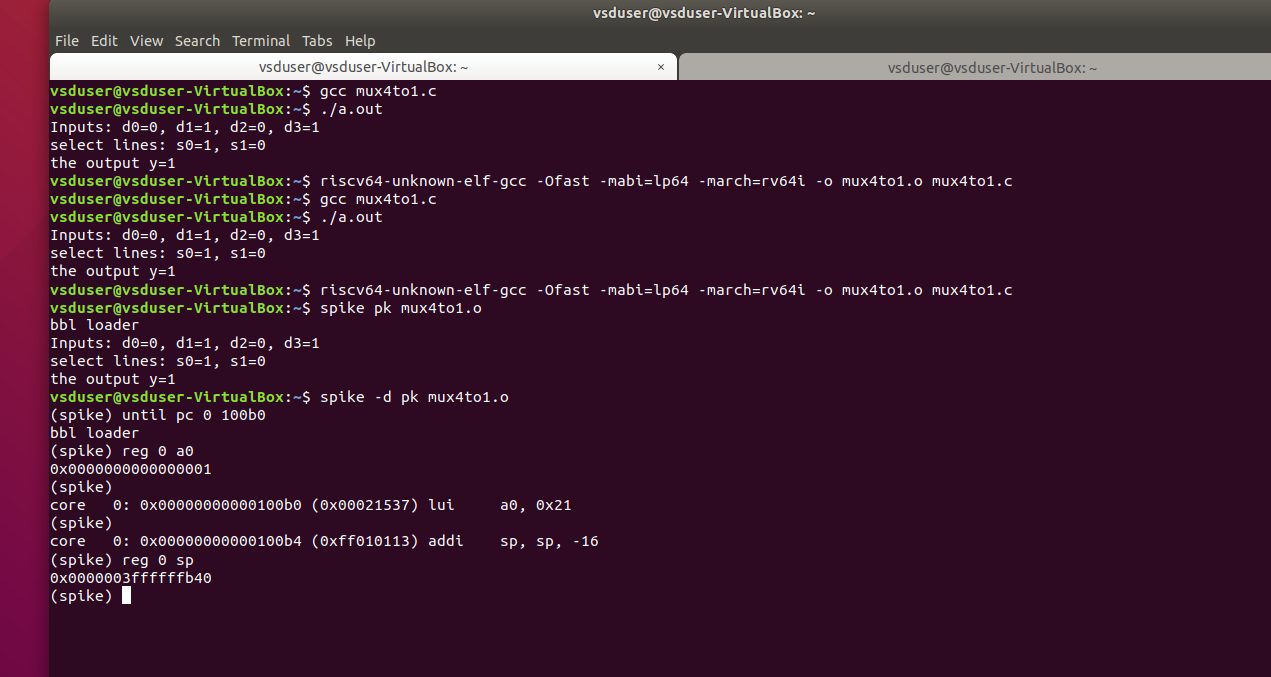 vsduser@vsduser-VirtualBox: ~
File Edit View Search Terminal Tabs Help
vsduser@vsduser-VirtualBox: ~ × vsduser@vsduser-VirtualBox: ~
vsduser@vsduser-VirtualBox:~$ gcc mux4to1.c
vsduser@vsduser-VirtualBox:~$ ./a.out
Inputs: d0=0, d1=1, d2=0, d3=1
select lines: s0=1, s1=0
the output y=1
vsduser@vsduser-VirtualBox:~$ riscv64-unknown-elf-gcc -Ofast -mabi=lp64 -march=rv64i -o mux4to1.o mux4to1.c
vsduser@vsduser-VirtualBox:~$ gcc mux4to1.c
vsduser@vsduser-VirtualBox:~$ ./a.out
Inputs: d0=0, d1=1, d2=0, d3=1
select lines: s0=1, s1=0
the output y=1
vsduser@vsduser-VirtualBox:~$ riscv64-unknown-elf-gcc -Ofast -mabi=lp64 -march=rv64i -o mux4to1.o mux4to1.c
vsduser@vsduser-VirtualBox:~$ spike pk mux4to1.o
bbl loader
Inputs: d0=0, d1=1, d2=0, d3=1
select lines: s0=1, s1=0
the output y=1
vsduser@vsduser-VirtualBox:~$ spike -d pk mux4to1.o
(spike) until pc 0 100b0
bbl loader
(spike) reg 0 a0
0x0000000000000001
(spike)
core   0: 0x00000000000100b0 (0x00021537) lui     a0, 0x21
(spike)
core   0: 0x00000000000100b4 (0xff010113) addi    sp, sp, -16
(spike) reg 0 sp
0x0000003ffffffb40
(spike)